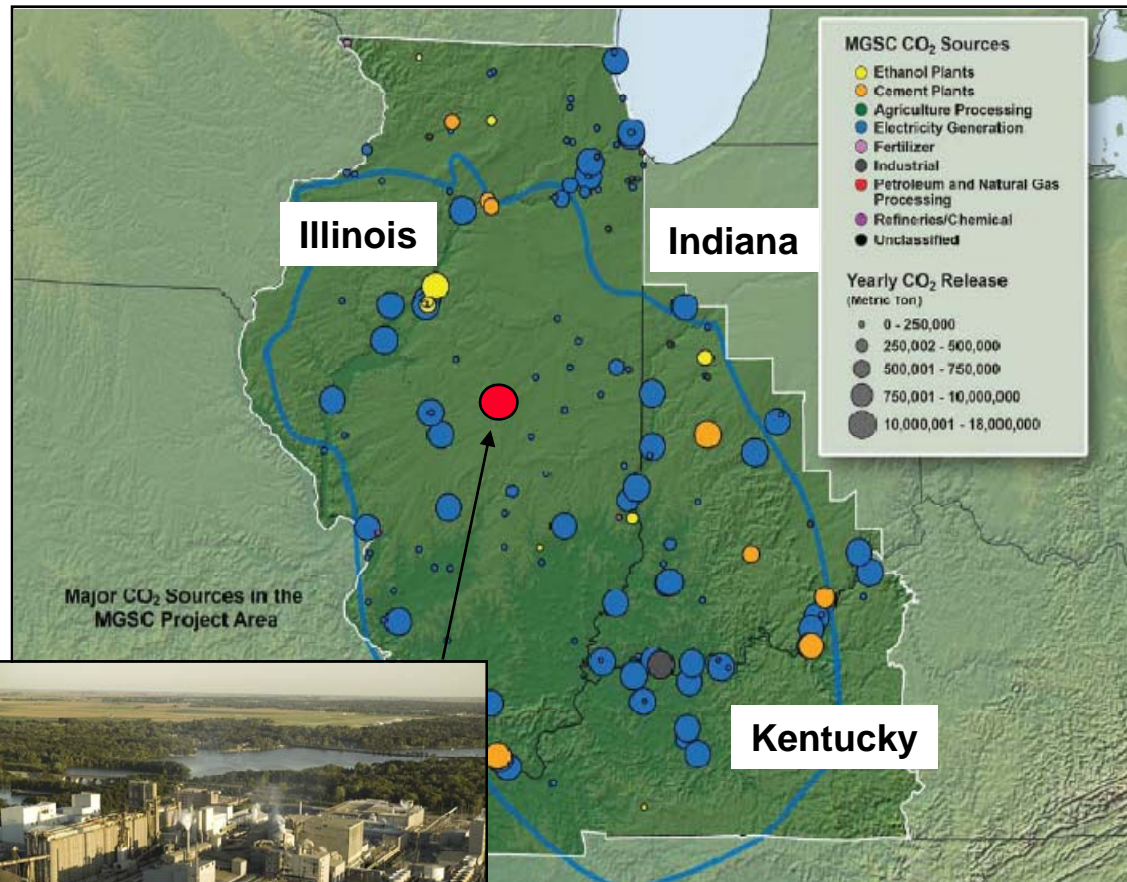 MGSC CO₂ Sources
Ethanol Plants
Cement Plants
Agriculture Processing
Electricity Generation
Fertilizer
Industrial
Petroleum and Natural Gas
Processing
Refineries/Chemical
Unclassified
Yearly CO₂ Release
(Metric Ton)
0 - 250,000
250,002 - 500,000
500,001 - 750,000
750,001 - 10,000,000
10,000,001 - 18,000,000
Illinois
Indiana
Major CO₂ Sources in the
MGSC Project Area
Kentucky